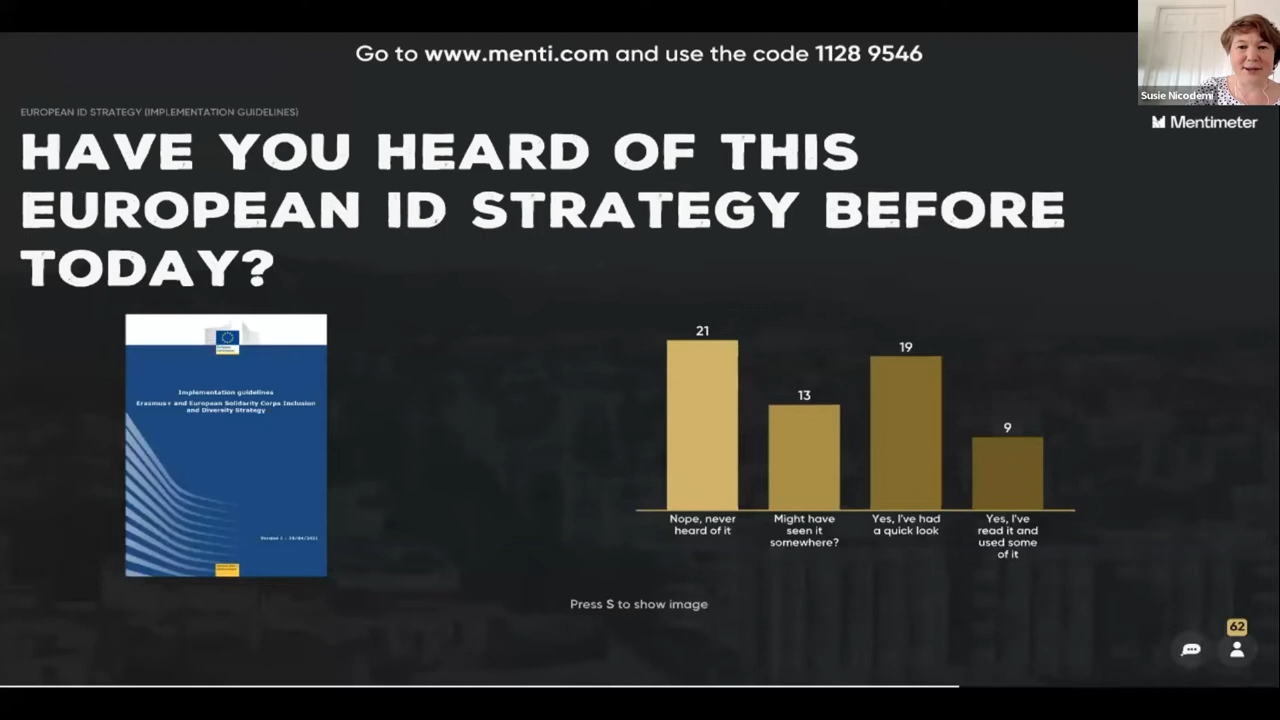 Go to www.menti.com and use the code 1128 9546
Susie Nicodemi
Mentimeter
EUROPEAN ID STRATEGY (IMPLEMENTATION GUIDELINES)
HAVE YOU HEARD OF THIS
EUROPEAN ID STRATEGY BEFORE
TODAY?
Implementation guidelines
Erasmus+ and European Solidarity Corps Inclusion
and Diversity Strategy
21
13
19
9
Nope, never
heard of it
Might have
seen it
somewhere?
Yes, I've had
a quick look
Yes, I've
read it and
used some
of it
Press S to show image
62